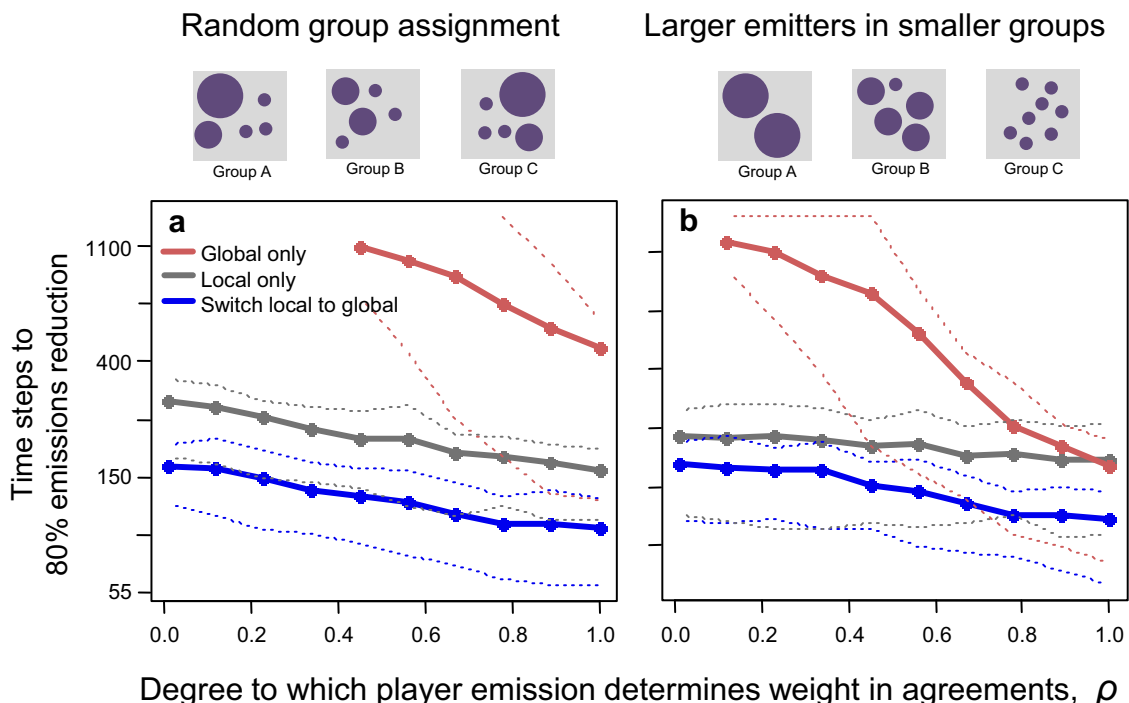 Random group assignment
Larger emitters in smaller groups
Group A
Group B
Group C
Group A
Group B
Group C
a
Global only
Local only
Switch local to global
b
Time steps to
80% emissions reduction
1100
400
150
55
0.0 0.2 0.4 0.6 0.8 1.0
0.0 0.2 0.4 0.6 0.8 1.0
Degree to which player emission determines weight in agreements, ρ